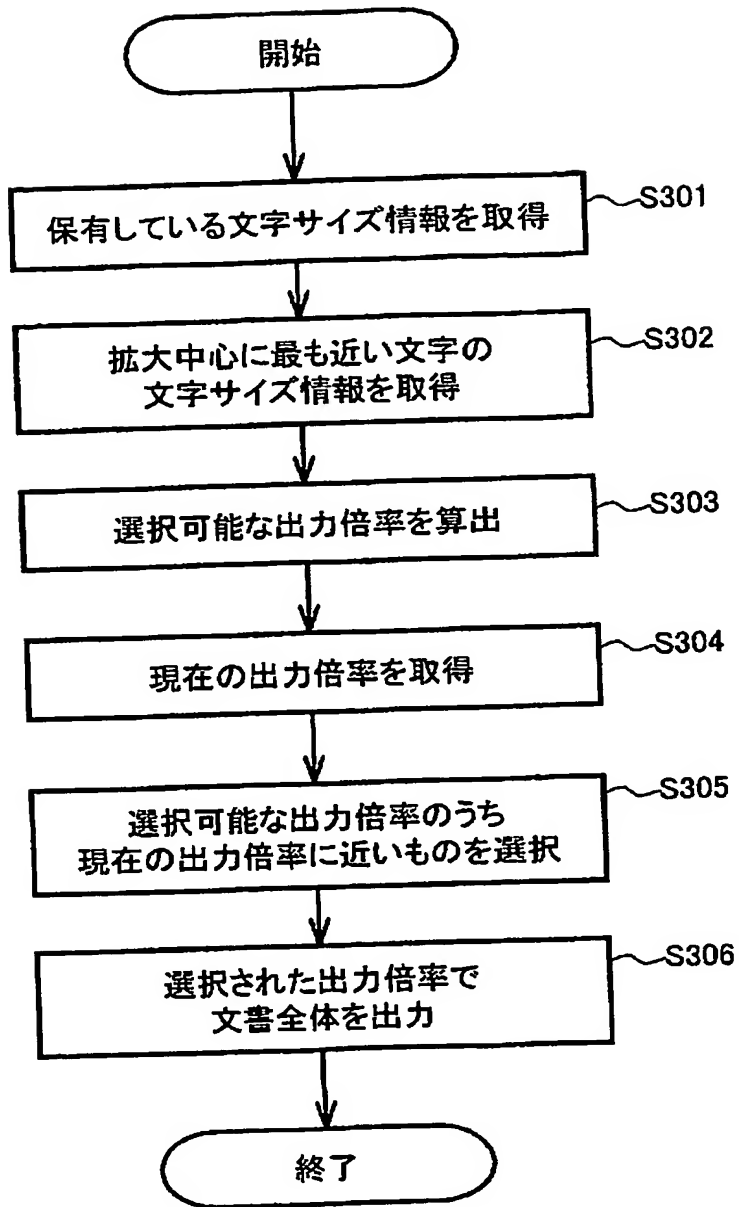 開始
保有している文字サイズ情報を取得
S301
拡大中心に最も近い文字の
文字サイズ情報を取得
S302
選択可能な出力倍率を算出
S303
現在の出力倍率を取得
S304
選択可能な出力倍率のうち
現在の出力倍率に近いものを選択
S305
選択された出力倍率で
文書全体を出力
S306
終了